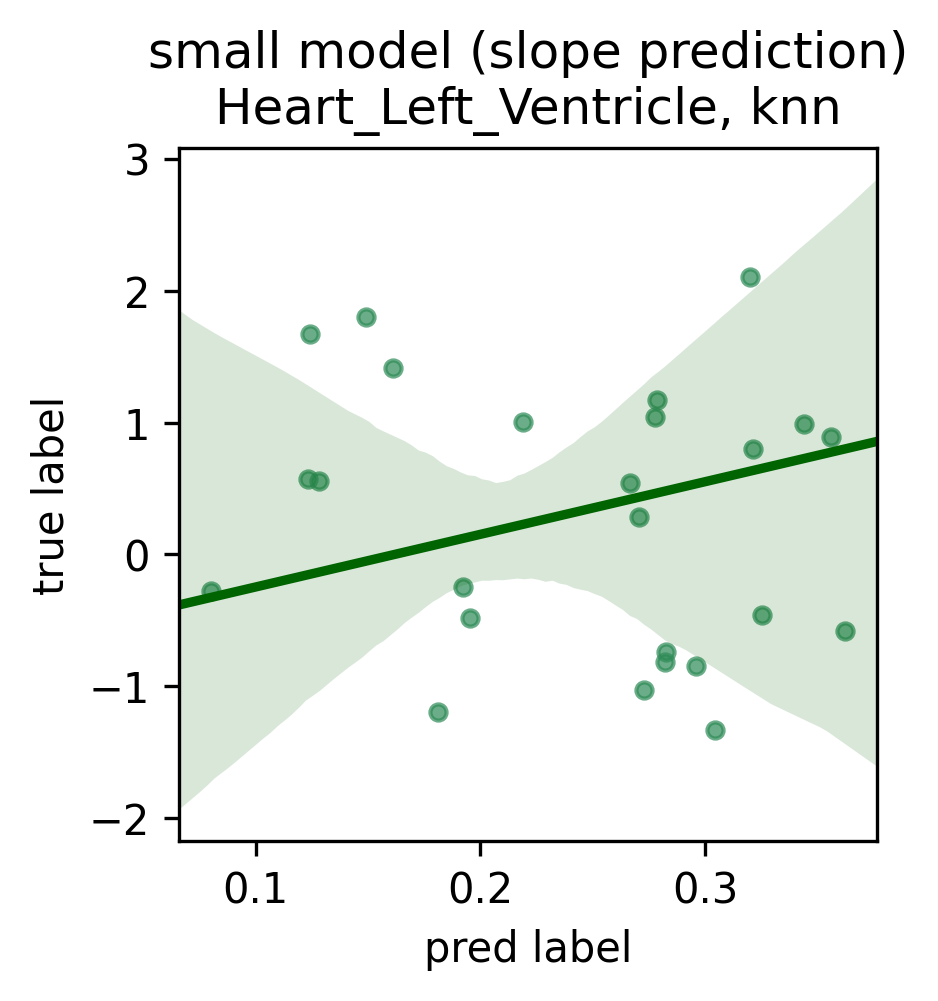 small model (slope prediction)
Heart_Left_Ventricle, knn
3
2
1
0
−1
−2
true label
0.1 0.2 0.3
pred label